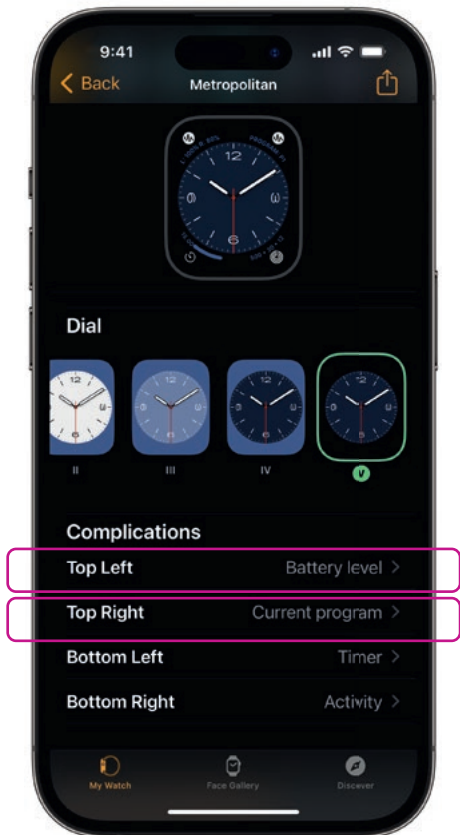 9:41
Back Metropolitan
12
Dial
II III IV V
Complications
Top Left Battery level
Top Right Current program
Bottom Left Timer
Bottom Right Activity
My Watch Face Gallery Discover